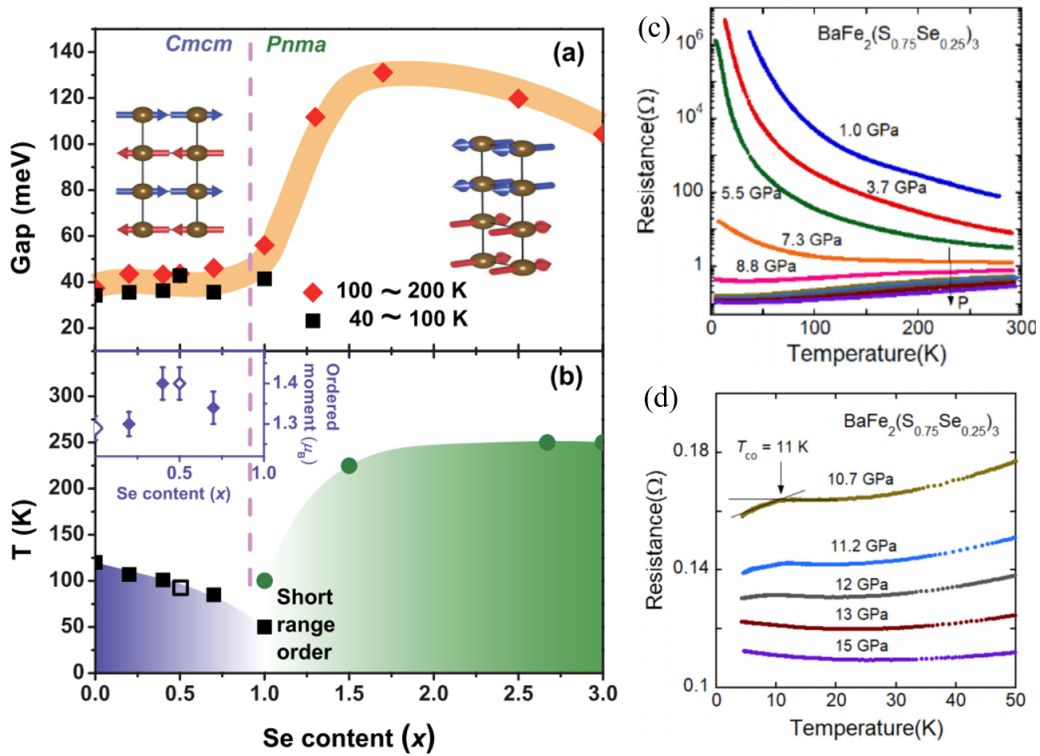 Cmcm Pnma
(a)
140
120
100
80
60
40
20
Gap (meV)
100 ~ 200 K
40 ~ 100 K
(b)
300
250
200
150
100
50
0
T (K)
1.4
1.3
Ordered
moment (μB)
0.5 1.0
Se content (x)
Short
range
order
0.0 0.5 1.0 1.5 2.0 2.5 3.0
Se content (x)
(c)
BaFe2(S0.75Se0.25)3
10^6
10^4
100
1
Resistance(Ω)
1.0 GPa
3.7 GPa
5.5 GPa
7.3 GPa
8.8 GPa
P
0 100 200 300
Temperature(K)
(d)
BaFe2(S0.75Se0.25)3
0.18
0.14
0.1
Resistance(Ω)
Tco = 11 K
10.7 GPa
11.2 GPa
12 GPa
13 GPa
15 GPa
0 10 20 30 40 50
Temperature(K)